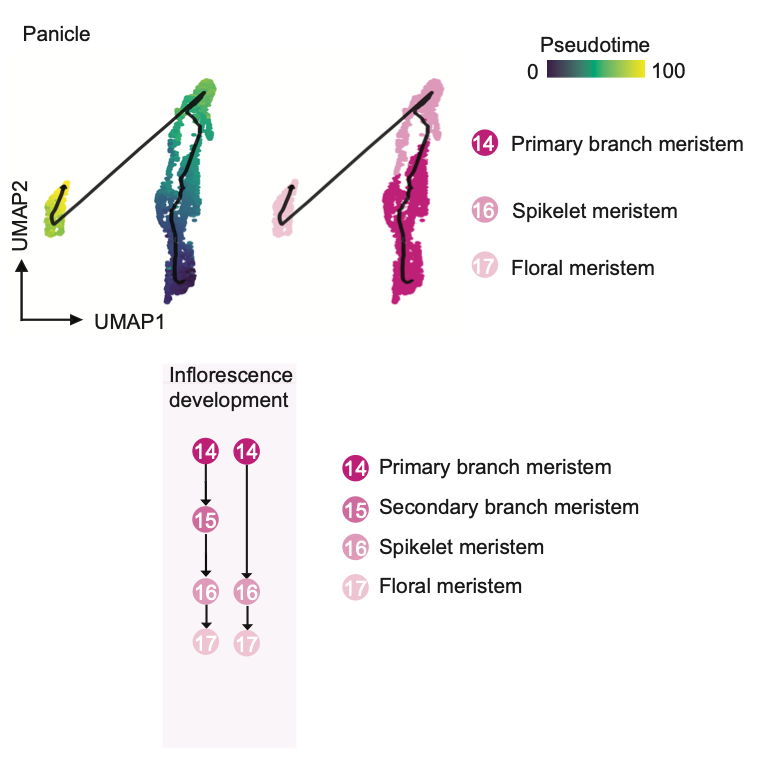 Panicle
Pseudotime
0 100
14 Primary branch meristem
16 Spikelet meristem
17 Floral meristem
UMAP2
UMAP1
Inflorescence
development
14 14
15
16 16
17 17
14 Primary branch meristem
15 Secondary branch meristem
16 Spikelet meristem
17 Floral meristem